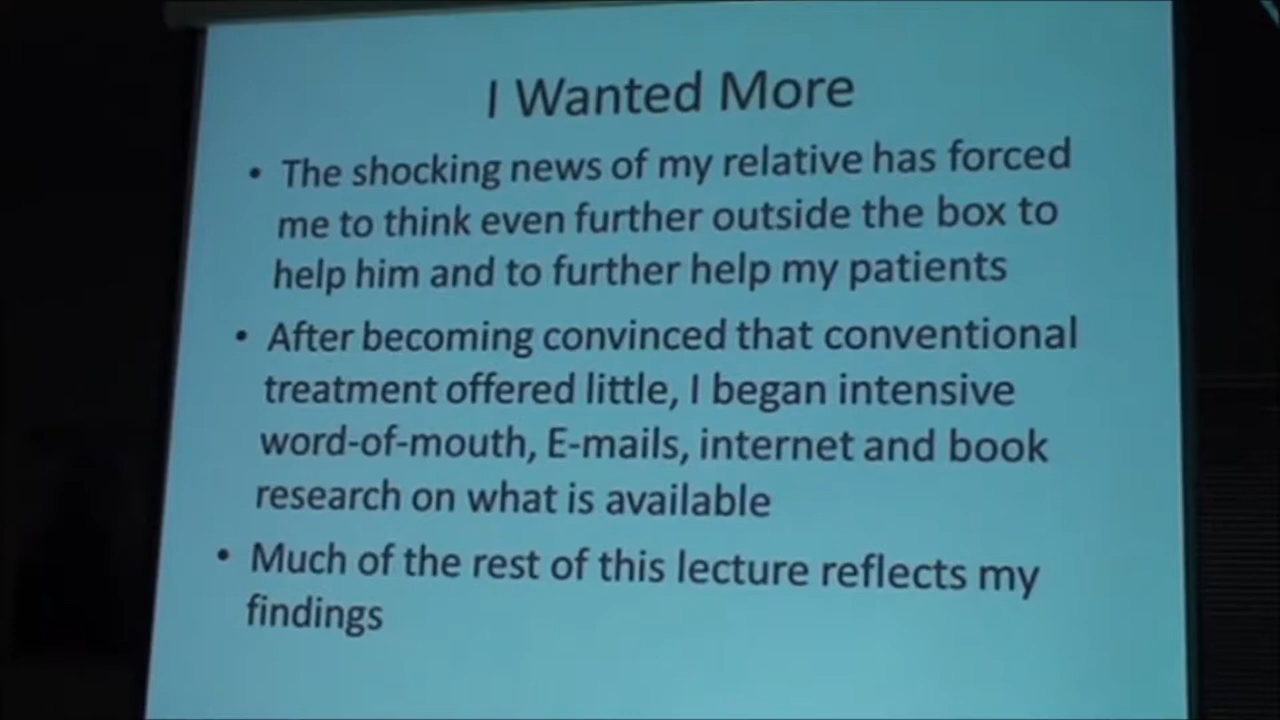 I Wanted More
• The shocking news of my relative has forced
me to think even further outside the box to
help him and to further help my patients
• After becoming convinced that conventional
treatment offered little, I began intensive
word-of-mouth, E-mails, internet and book
research on what is available
• Much of the rest of this lecture reflects my
findings